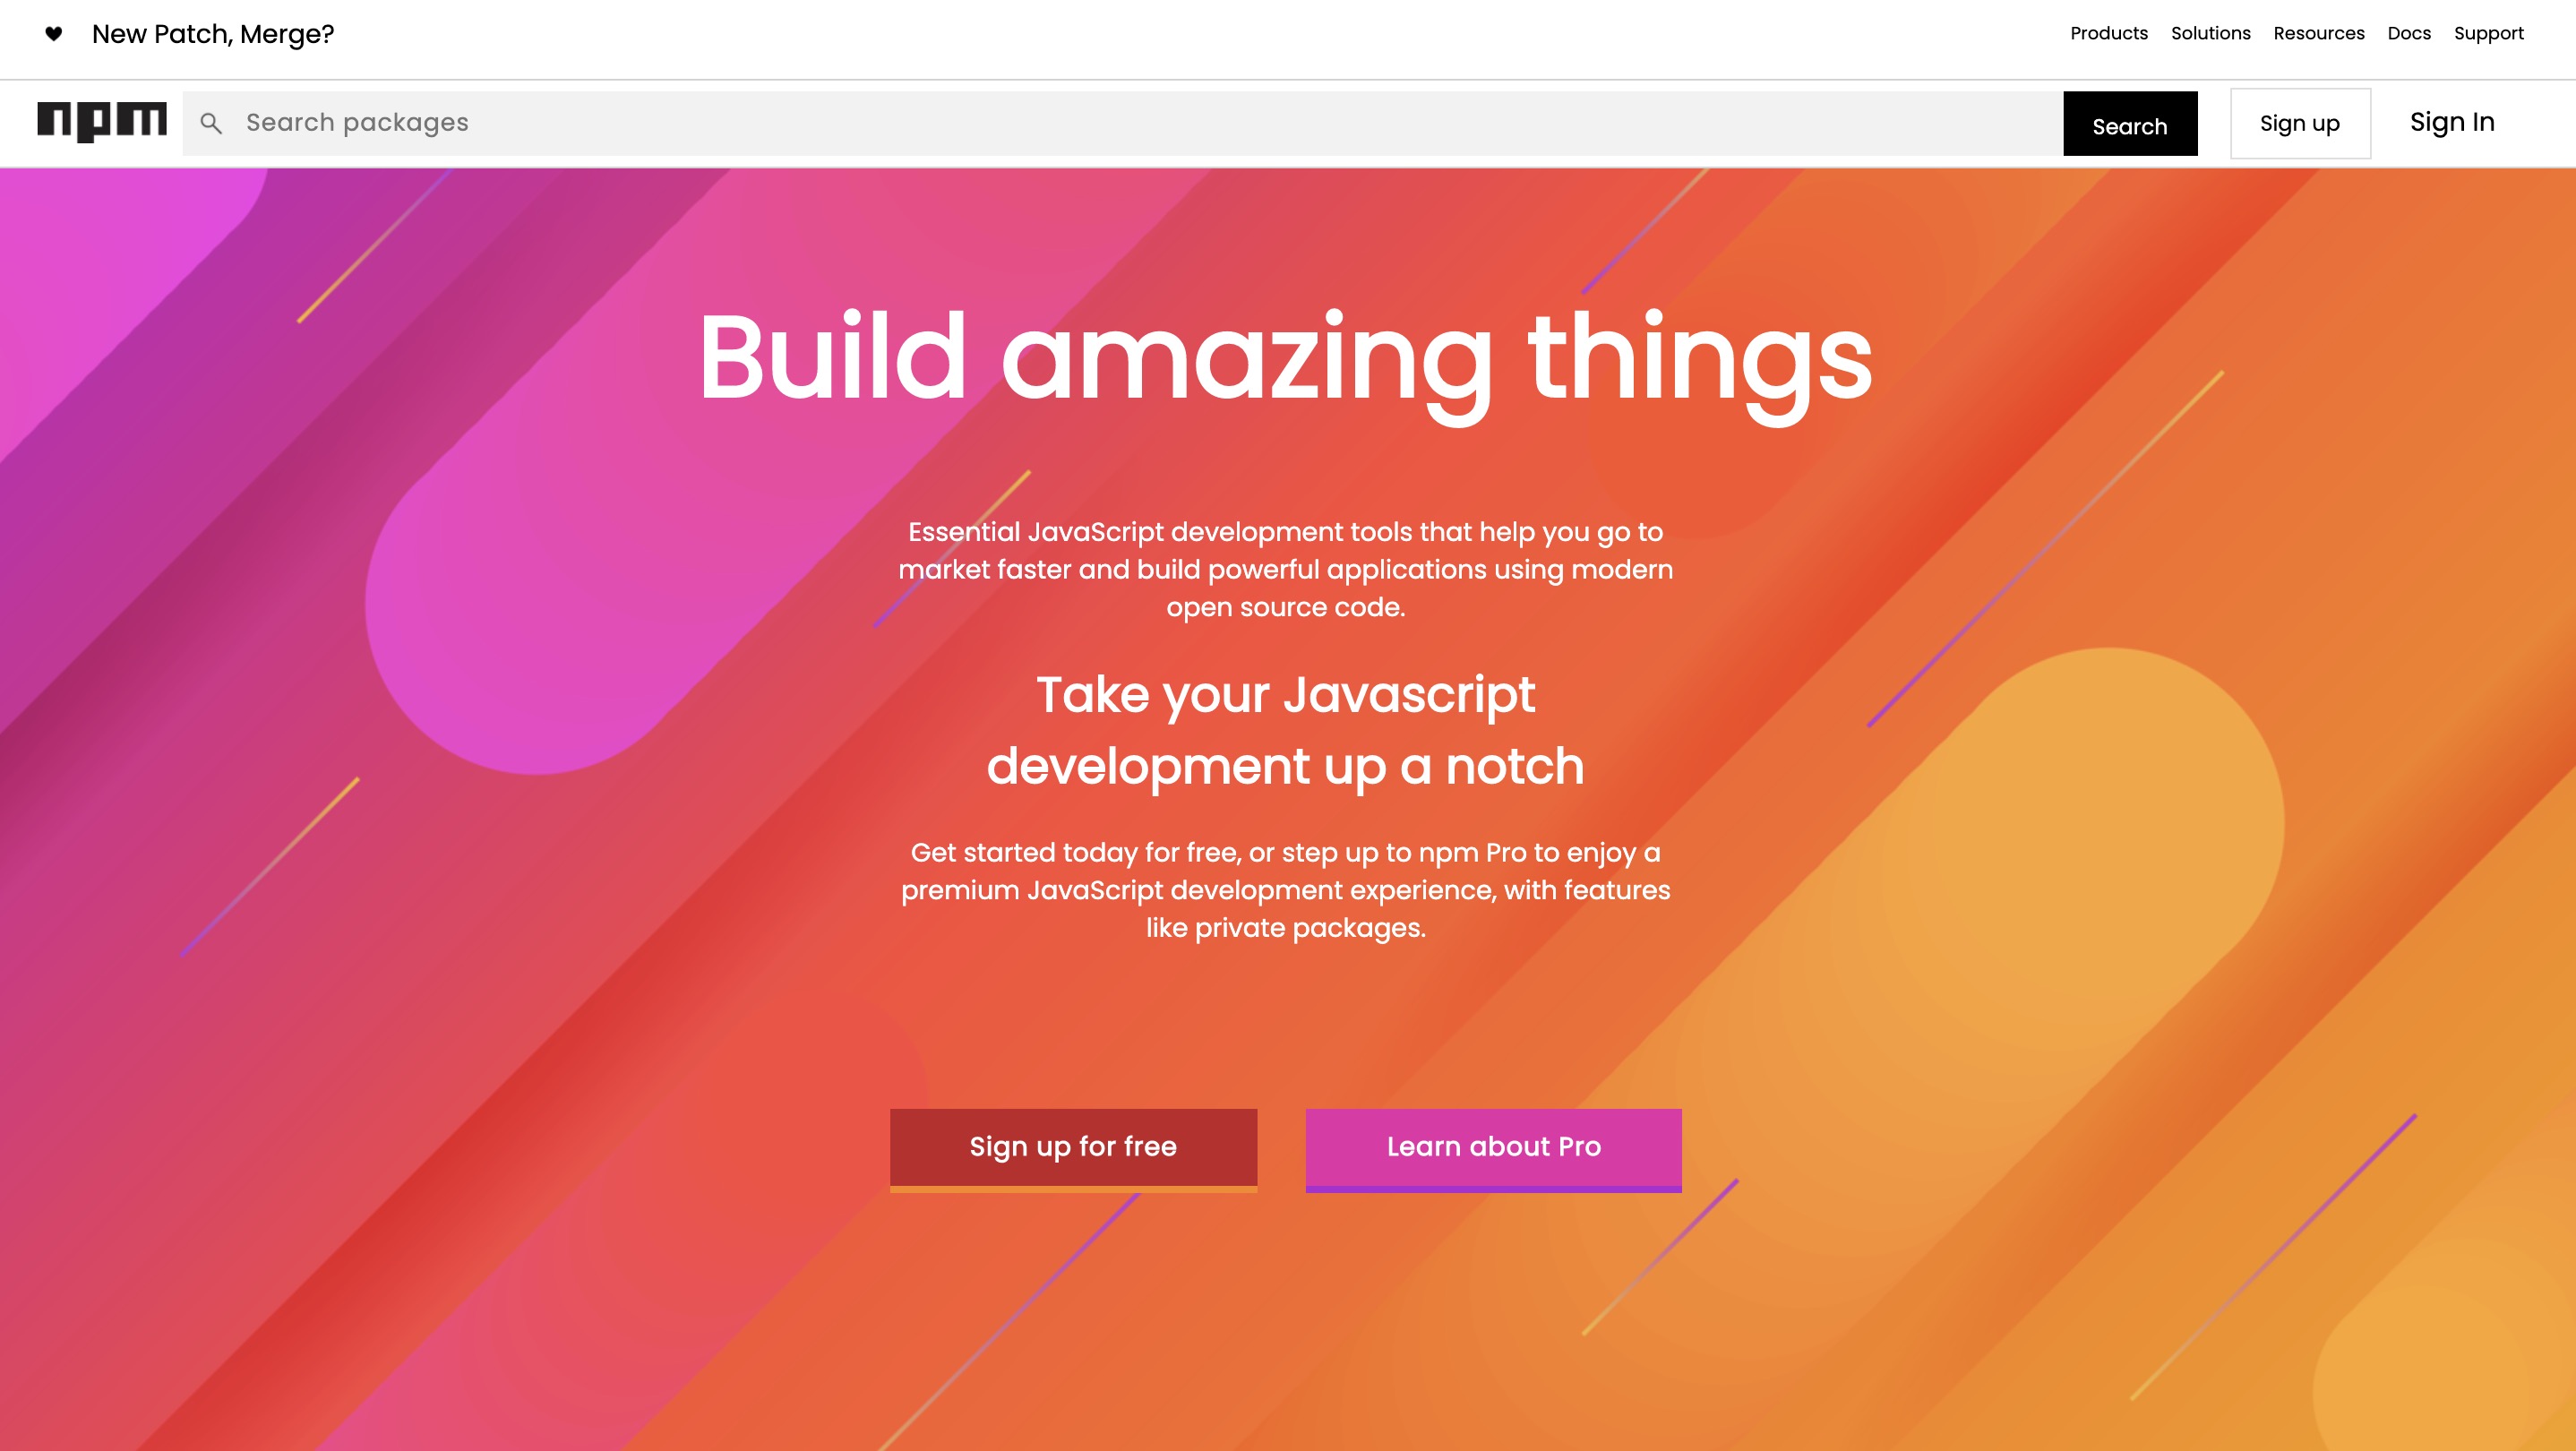 New Patch, Merge?
Products Solutions Resources Docs Support
npm
Search packages
Search
Sign up
Sign In
Build amazing things
Essential JavaScript development tools that help you go to
market faster and build powerful applications using modern
open source code.
Take your Javascript
development up a notch
Get started today for free, or step up to npm Pro to enjoy a
premium JavaScript development experience, with features
like private packages.
Sign up for free
Learn about Pro